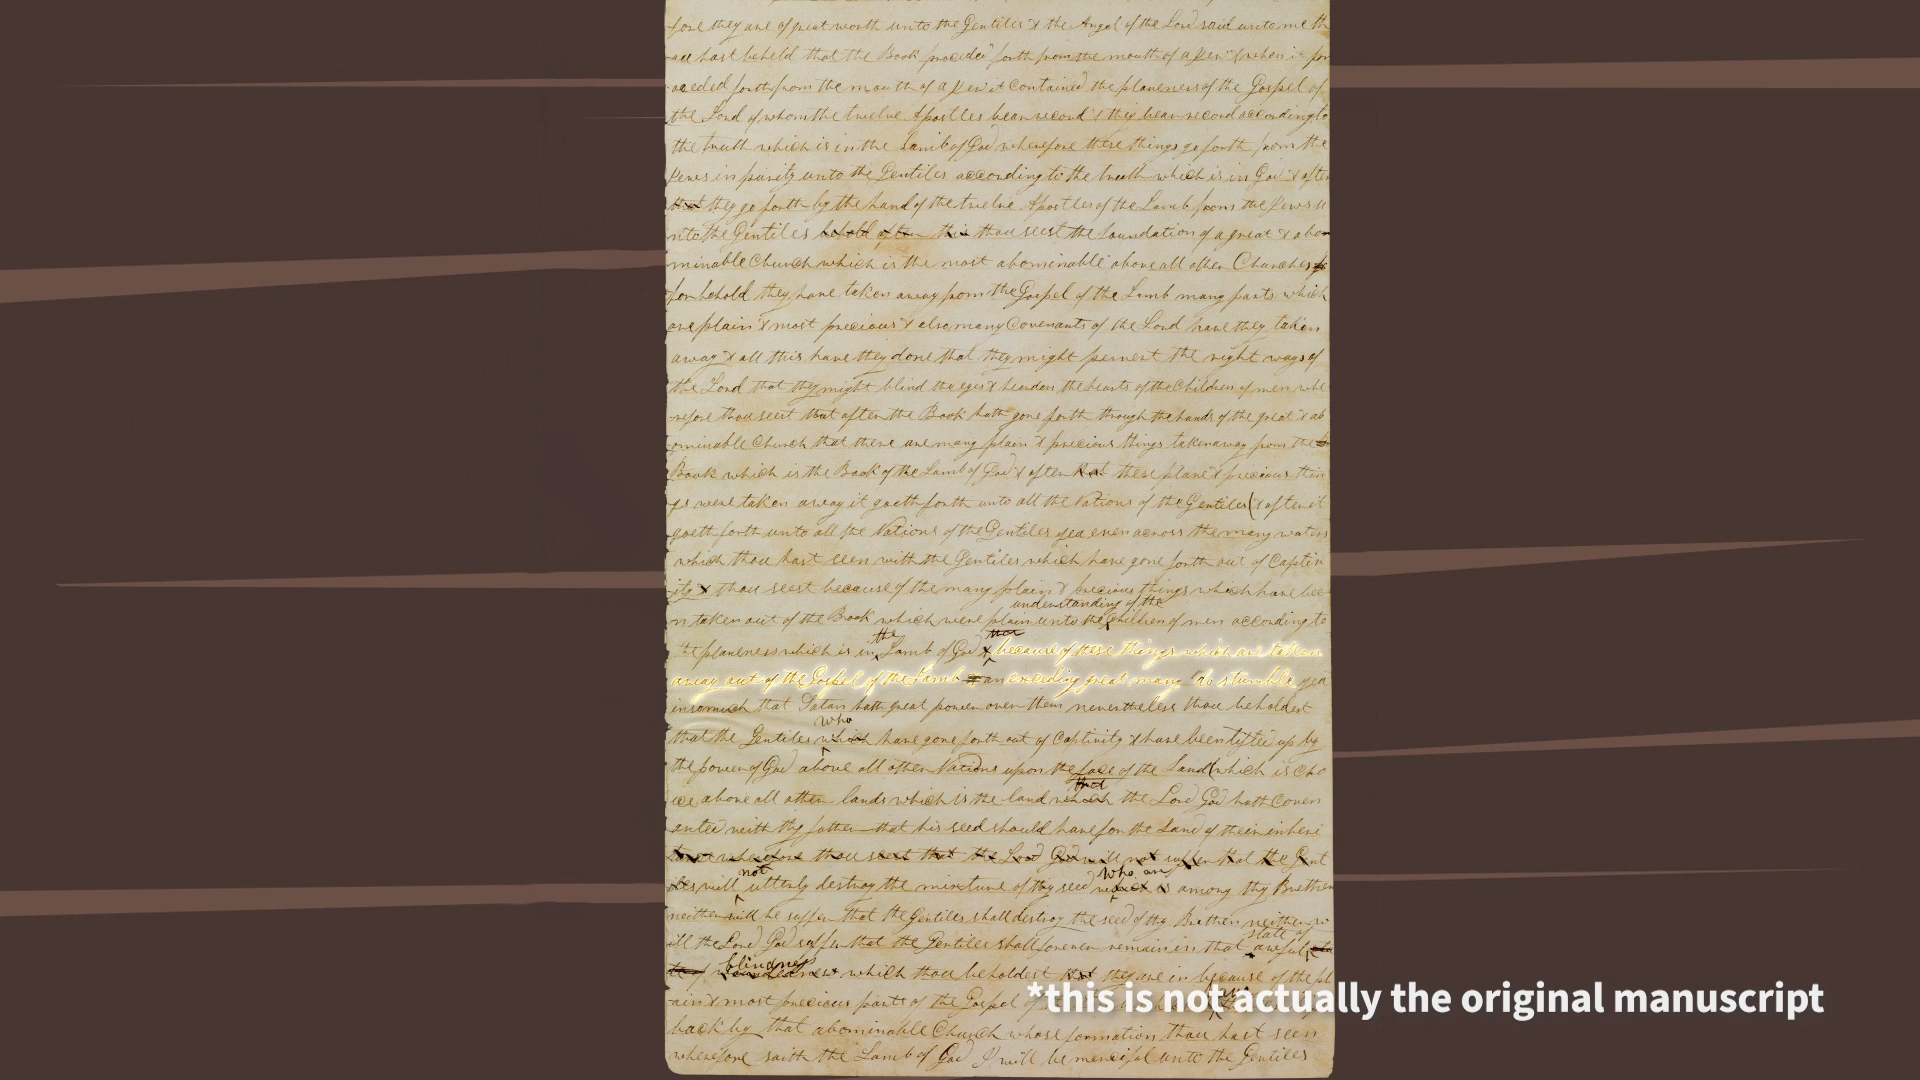 fore they are of great worth unto the Gentiles & the Angel of the Lord said unto me th
ou hast beheld that the Book proceded forth from the mouth of a Jew & when it pro
ceeded forth from the mouth of a Jew it contained the planeness of the Gospel of
the Lord of whom the twelve Apostles bear record & they bear record according to
the truth which is in the Lamb of God wherefore these things go forth from the
Jews in purity unto the Gentiles according to the truth which is in God & after
that they go forth by the hand of the twelve Apostles of the Lamb from the Jews u
nto the Gentiles behold after this thou seest the foundation of a great & abo
minable Church which is the most abominable above all other Churches
for behold they have taken away from the Gospel of the Lamb many parts which
are plain & most precious & also many Covenants of the Lord have they taken
away & all this have they done that they might pervert the right ways of
the Lord that they might blind the eyes & harden the hearts of the Children of men whe
refore thou seest that after the Book hath gone forth through the hands of the great & ab
ominable Church that there are many plain & precious things taken away from the
Book which is the Book of the Lamb of God & after that these plane & precious thin
gs were taken away it goeth forth unto all the Nations of the Gentiles & after it
goeth forth unto all the Nations of the Gentiles yea even across the many waters
which thou hast seen with the Gentiles which have gone forth out of Captiv
ity & thou seest because of the many plain & precious things which have bee
understanding of the
n taken out of the Book which were plain unto the Children of men according to
the
the planeness which is in Lamb of God & because of these things which are taken
away out of the Gospel of the Lamb an exceding great many do stumble yea
insomuch that Satan hath great power over them nevertheless thou beholdest
who
that the Gentiles which have gone forth out of Captivity & have been lifted up by
the power of God above all other Nations upon the face of the Land which is cho
that
ice above all other lands which is the land which the Lord God hath coven
anted with thy father that his seed should have for the Land of their inheri
tance wherefore thou seest that the Lord God will not suffer that the Gent
not who are
iles will utterly destroy the mixture of thy seed which is among thy Brethren
neither will he suffer that the Gentiles shall destroy the seed of thy Brethren neither w
state of
ill the Lord God suffer that the Gentiles shall forever remain in that awful
blindness
which thou beholdest that they are in because of the pl
ain & most precious parts of the Gospel of
back by that abominable Church whose formation thou hast seen
wherefore saith the Lamb of God I will be merciful unto the Gentiles
*this is not actually the original manuscript